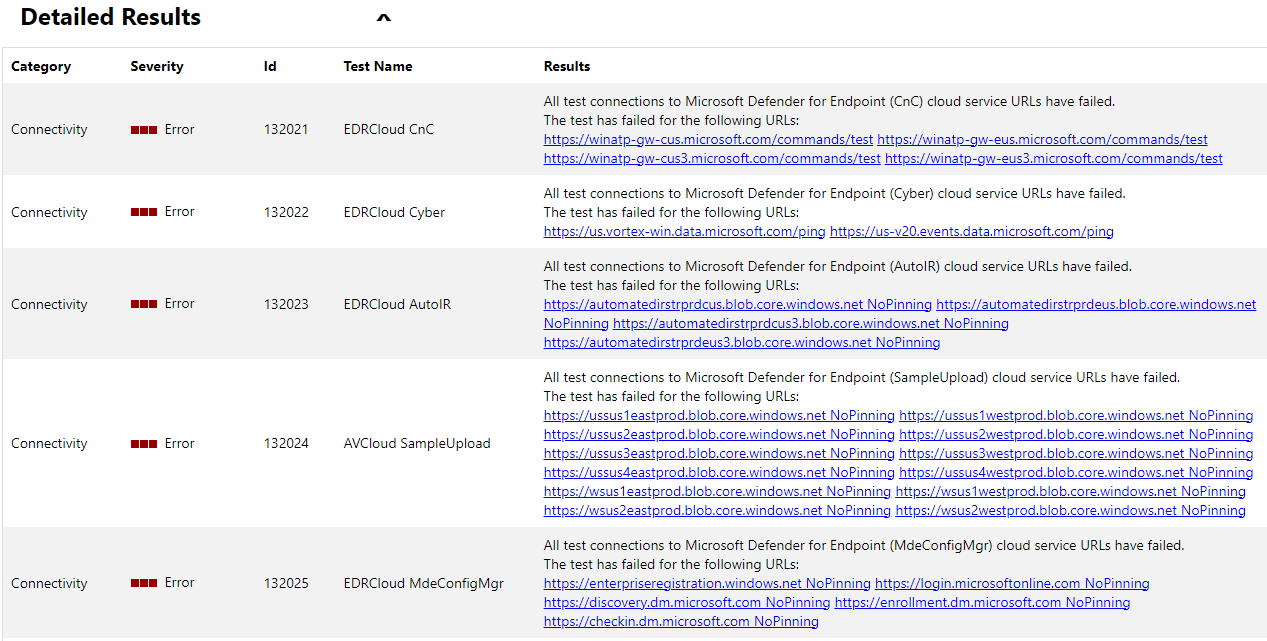 Detailed Results
Category Severity Id Test Name Results
All test connections to Microsoft Defender for Endpoint (CnC) cloud service URLs have failed.
The test has failed for the following URLs:
Connectivity Error 132021 EDRCloud CnC
https://winatp-gw-cus.microsoft.com/commands/test https://winatp-gw-eus.microsoft.com/commands/test
https://winatp-gw-cus3.microsoft.com/commands/test https://winatp-gw-eus3.microsoft.com/commands/test
All test connections to Microsoft Defender for Endpoint (Cyber) cloud service URLs have failed.
Connectivity Error 132022 EDRCloud Cyber The test has failed for the following URLs:
https://us.vortex-win.data.microsoft.com/ping https://us-v20.events.data.microsoft.com/ping
All test connections to Microsoft Defender for Endpoint (AutoIR) cloud service URLs have failed.
The test has failed for the following URLs:
Connectivity Error 132023 EDRCloud AutoIR https://automatedirstrprdcus.blob.core.windows.net NoPinning https://automatedirstrprdeus.blob.core.windows.net
NoPinning https://automatedirstrprdcus3.blob.core.windows.net NoPinning
https://automatedirstrprdeus3.blob.core.windows.net NoPinning
All test connections to Microsoft Defender for Endpoint (SampleUpload) cloud service URLs have failed.
The test has failed for the following URLs:
https://ussus1eastprod.blob.core.windows.net NoPinning https://ussus1westprod.blob.core.windows.net NoPinning
https://ussus2eastprod.blob.core.windows.net NoPinning https://ussus2westprod.blob.core.windows.net NoPinning
Connectivity Error 132024 AVCloud SampleUpload
https://ussus3eastprod.blob.core.windows.net NoPinning https://ussus3westprod.blob.core.windows.net NoPinning
https://ussus4eastprod.blob.core.windows.net NoPinning https://ussus4westprod.blob.core.windows.net NoPinning
https://wsus1eastprod.blob.core.windows.net NoPinning https://wsus1westprod.blob.core.windows.net NoPinning
https://wsus2eastprod.blob.core.windows.net NoPinning https://wsus2westprod.blob.core.windows.net NoPinning
All test connections to Microsoft Defender for Endpoint (MdeConfigMgr) cloud service URLs have failed.
The test has failed for the following URLs:
Connectivity Error 132025 EDRCloud MdeConfigMgr https://enterpriseregistration.windows.net NoPinning https://login.microsoftonline.com NoPinning
https://discovery.dm.microsoft.com NoPinning https://enrollment.dm.microsoft.com NoPinning
https://checkin.dm.microsoft.com NoPinning